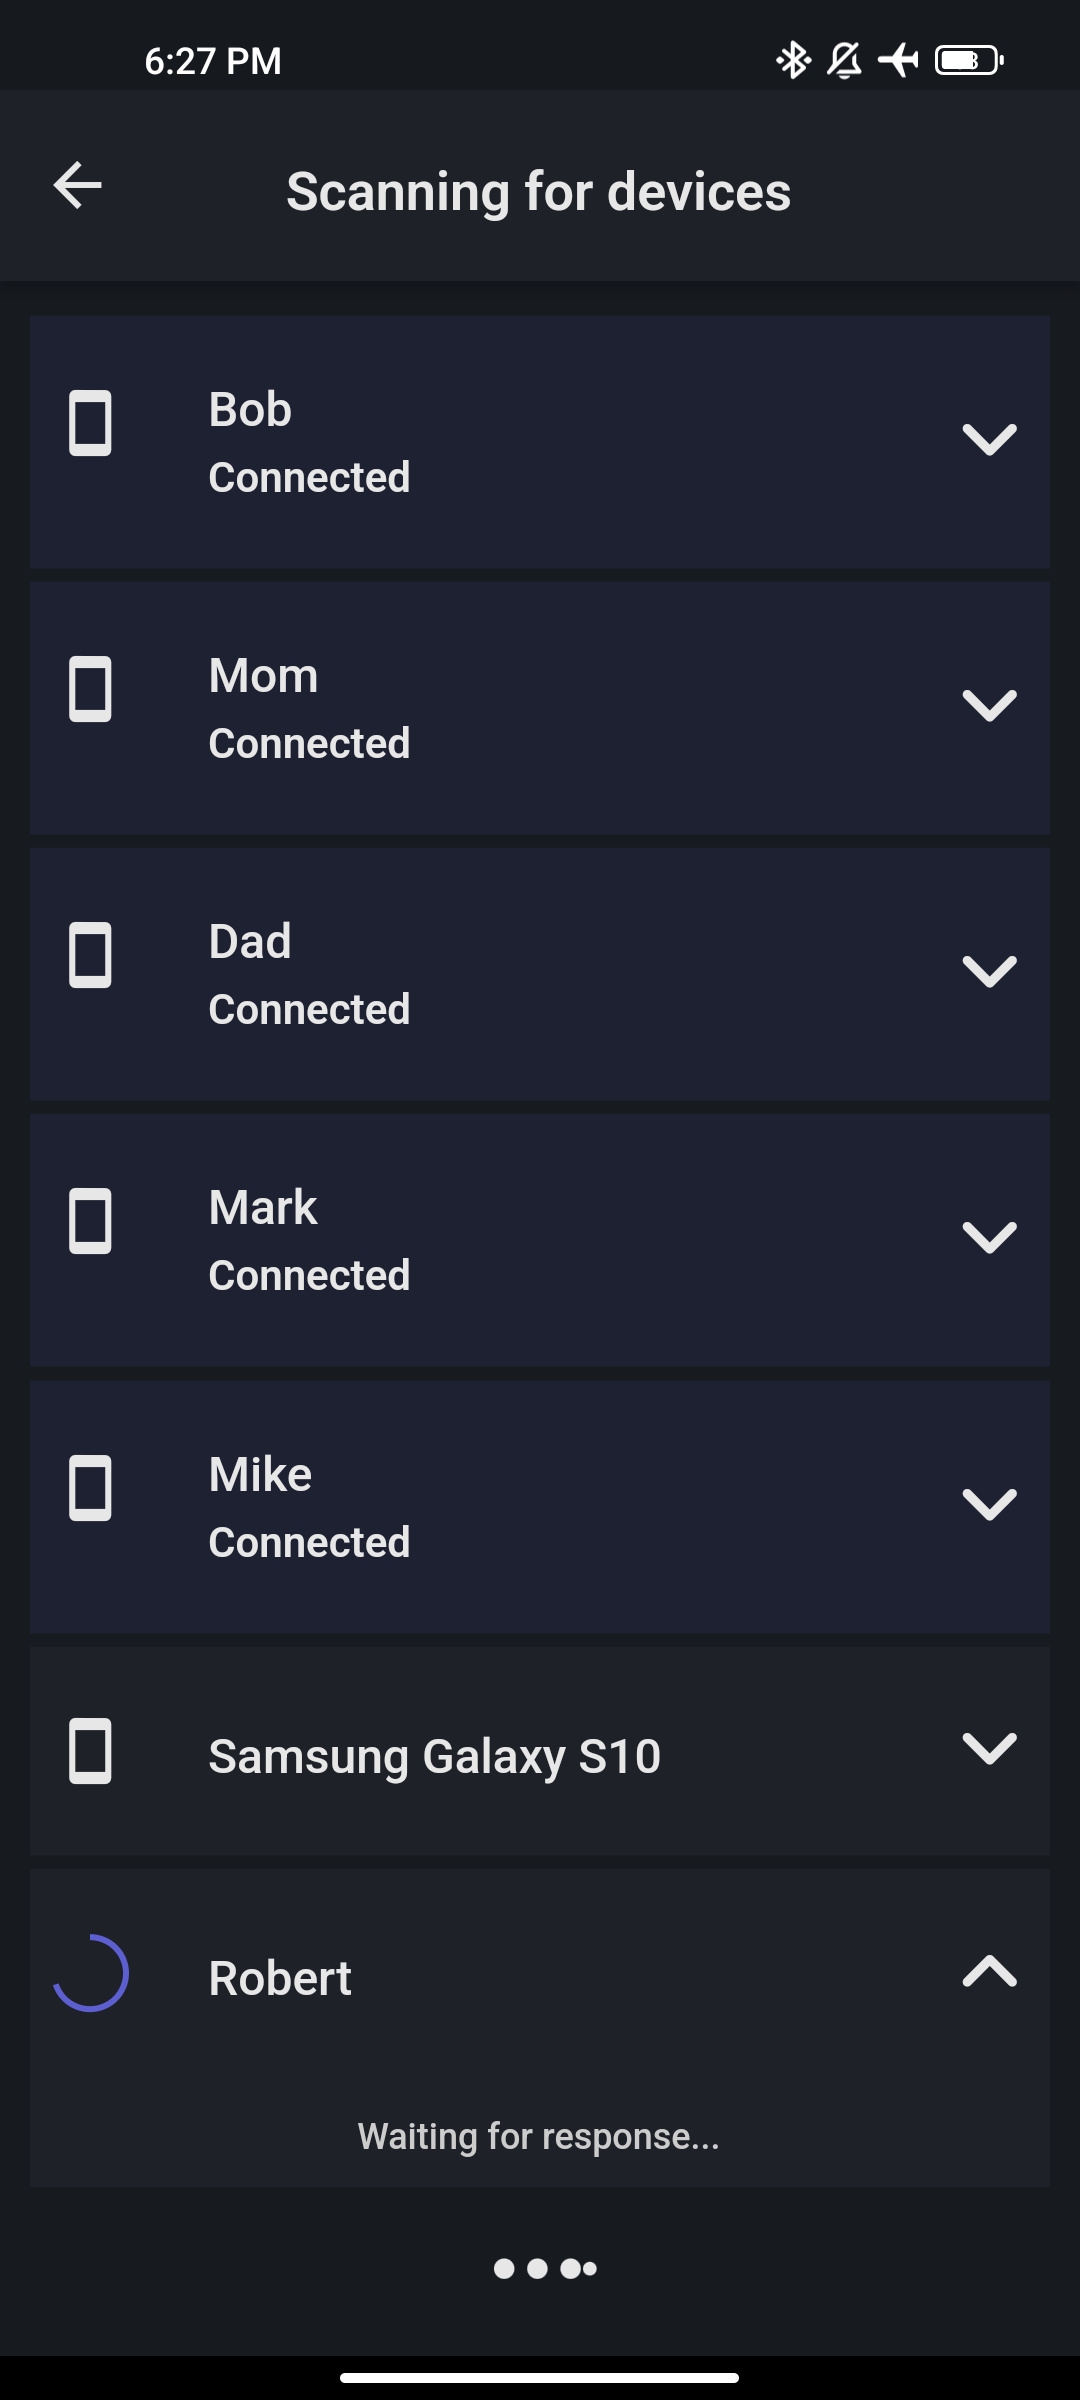 6:27 PM
Scanning for devices
Bob
Connected
Mom
Connected
Dad
Connected
Mark
Connected
Mike
Connected
Samsung Galaxy S10
Robert
Waiting for response...